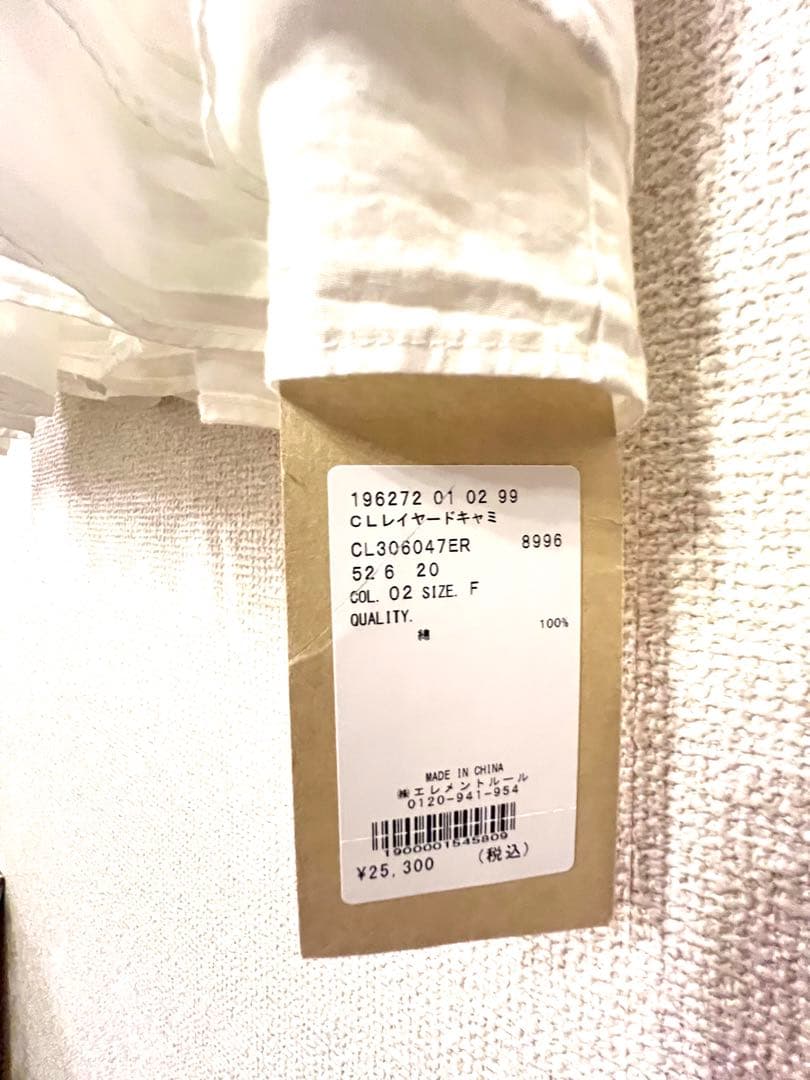 196272 01 02 99
CLレイヤードキャミ
CL306047ER 8996
52 6 20
COL. 02 SIZE. F
QUALITY.
綿 100%
MADE IN CHINA
㈱エレメントルール
0120-941-954
1900001545809
¥25,300 (税込)